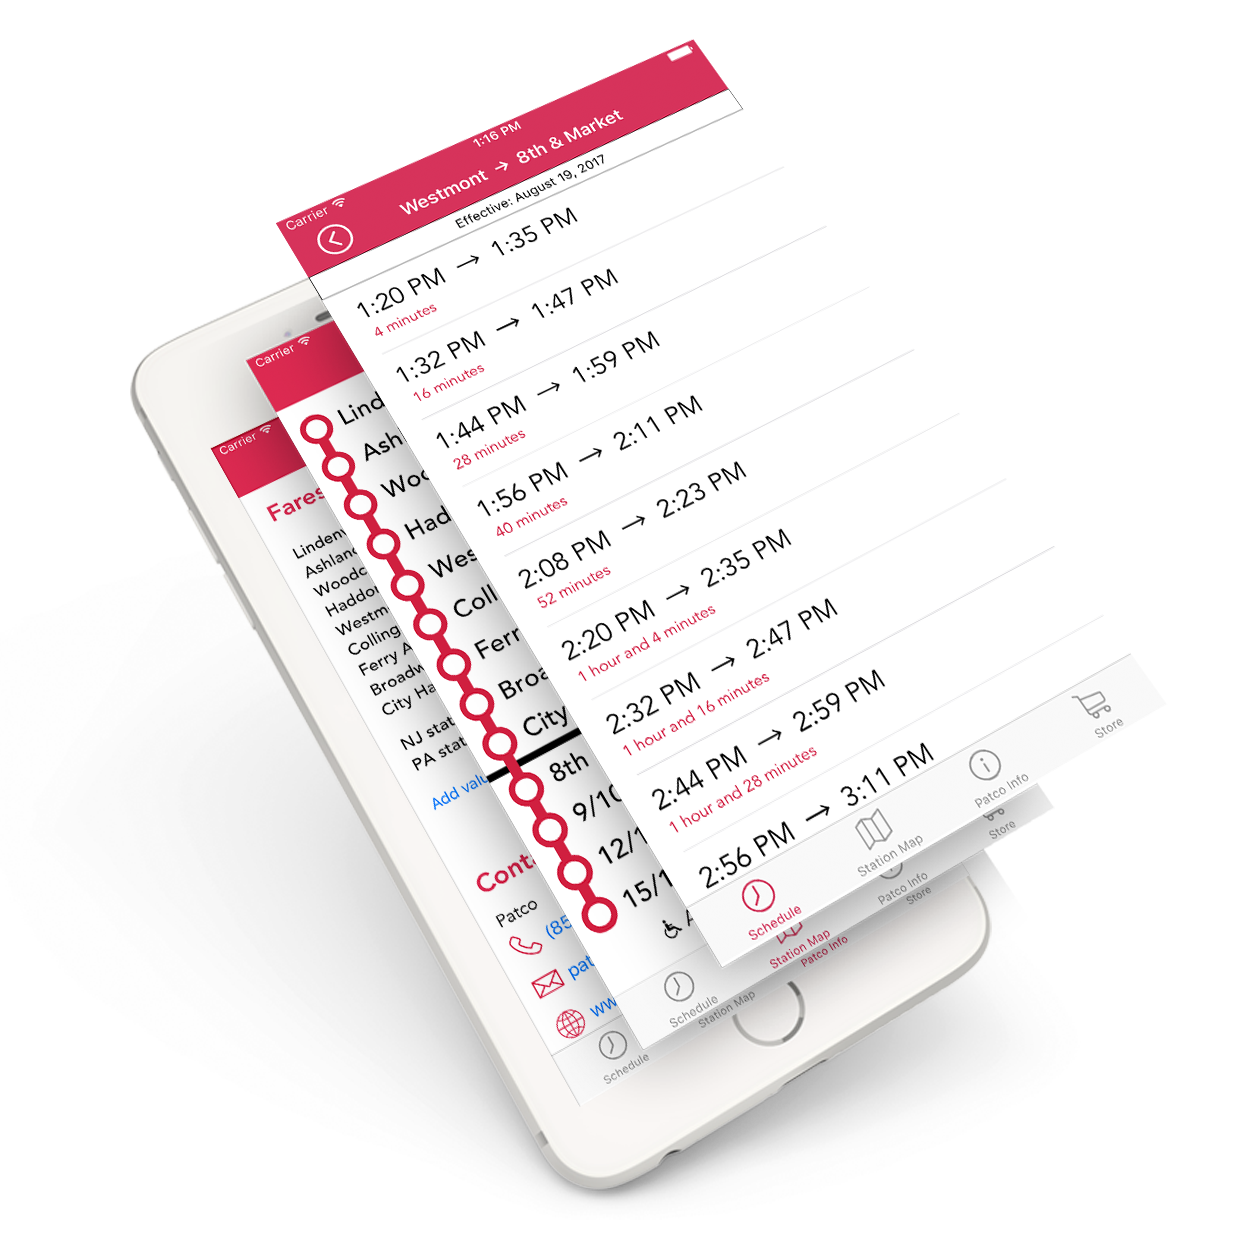 Carrier 1:16 PM
Westmont → 8th & Market
Effective: August 19, 2017
1:20 PM → 1:35 PM
4 minutes
1:32 PM → 1:47 PM
16 minutes
1:44 PM → 1:59 PM
28 minutes
1:56 PM → 2:11 PM
40 minutes
2:08 PM → 2:23 PM
52 minutes
2:20 PM → 2:35 PM
1 hour and 4 minutes
2:32 PM → 2:47 PM
1 hour and 16 minutes
2:44 PM → 2:59 PM
1 hour and 28 minutes
2:56 PM → 3:11 PM
Schedule Station Map Patco Info Store
Carrier
Lind
Ash
Woo
Had
Wes
Coll
Ferry
Broa
City
8th
9/10
12/1
15/1
A
Schedule Station Map Patco Info Store
Carrier
Fares
Linden
Ashlan
Woodc
Haddon
Westm
Colling
Ferry A
Broadw
City Ha
NJ stat
PA stat
Add valu
Cont
Patco
(85
pat
ww
Schedule Station Map Patco Info Store